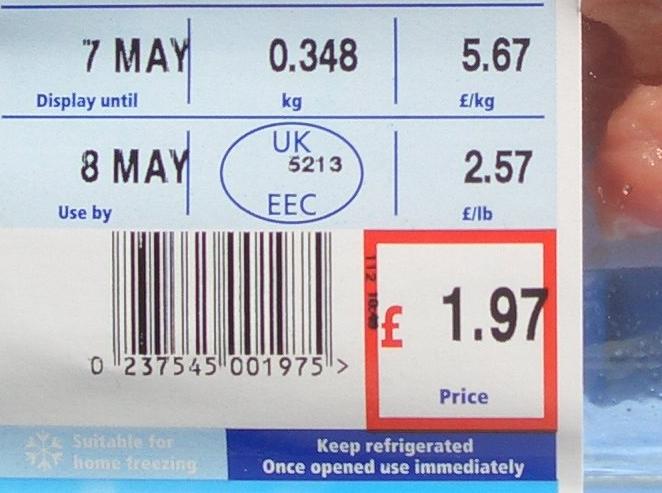 7 MAY 0.348 5.67
Display until kg £/kg
8 MAY UK 5213 EEC 2.57
Use by £/lb
£ 1.97
Price
0 237545 001975 >
Suitable for
home freezing
Keep refrigerated
Once opened use immediately